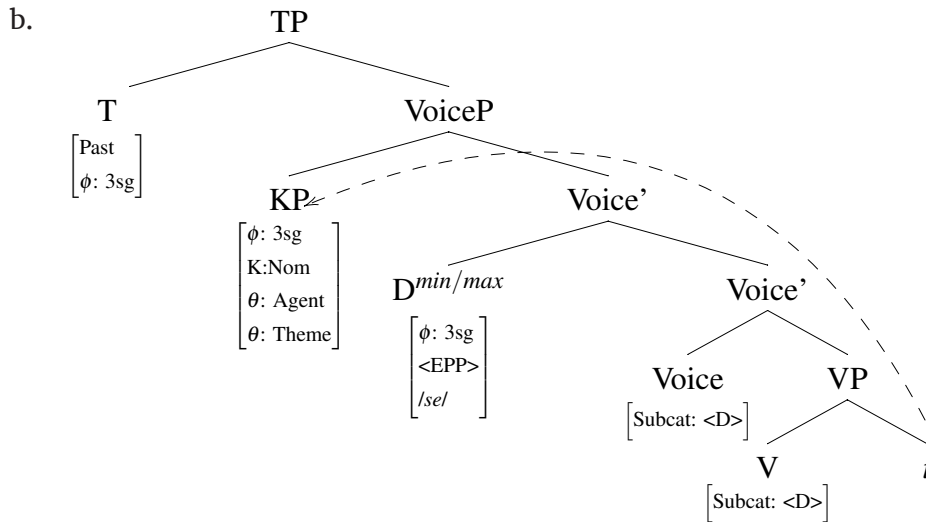 b.
TP
T VoiceP
Past
ϕ: 3sg
KP Voice’
ϕ: 3sg
K:Nom
θ: Agent
θ: Theme
D^min/max Voice’
ϕ: 3sg
<EPP>
/se/
Voice VP
[Subcat: <D>]
V
[Subcat: <D>]